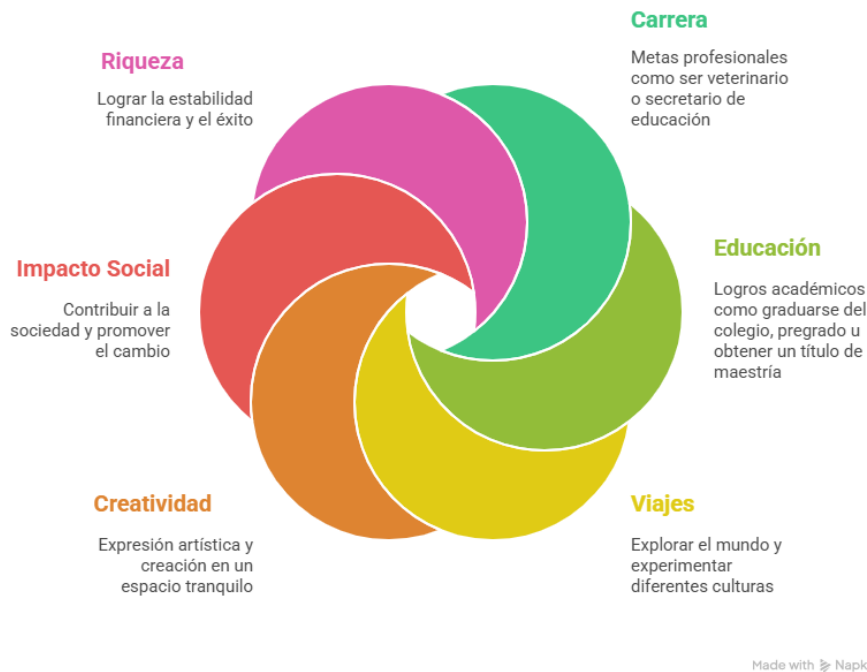 Carrera
Metas profesionales
como ser veterinario
o secretario de
educación
Riqueza
Lograr la estabilidad
financiera y el éxito
Educación
Logros académicos
como graduarse del
colegio, pregrado u
obtener un título de
maestría
Impacto Social
Contribuir a la
sociedad y promover
el cambio
Creatividad
Expresión artística y
creación en un
espacio tranquilo
Viajes
Explorar el mundo y
experimentar
diferentes culturas
Made with Napk